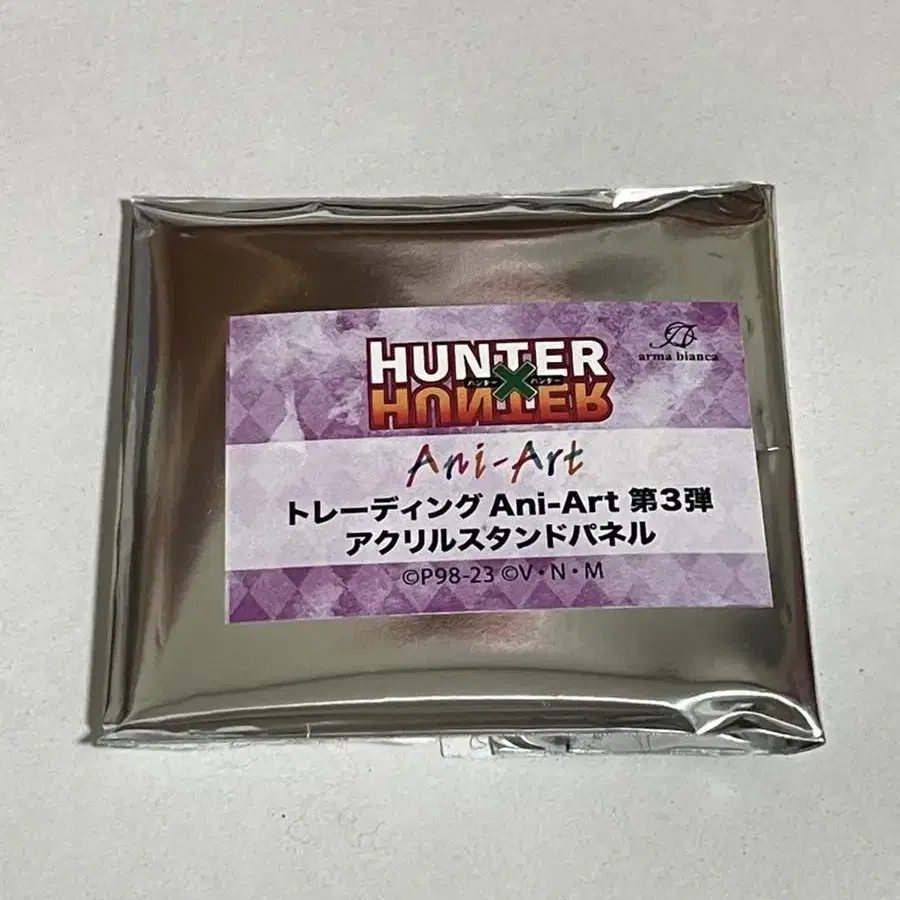 HUNTER
ハンター×ハンター
HUNTER
arma bianca
Ani-Art
トレーディング Ani-Art 第3弾
アクリルスタンドパネル
©P98-23 ©V・N・M